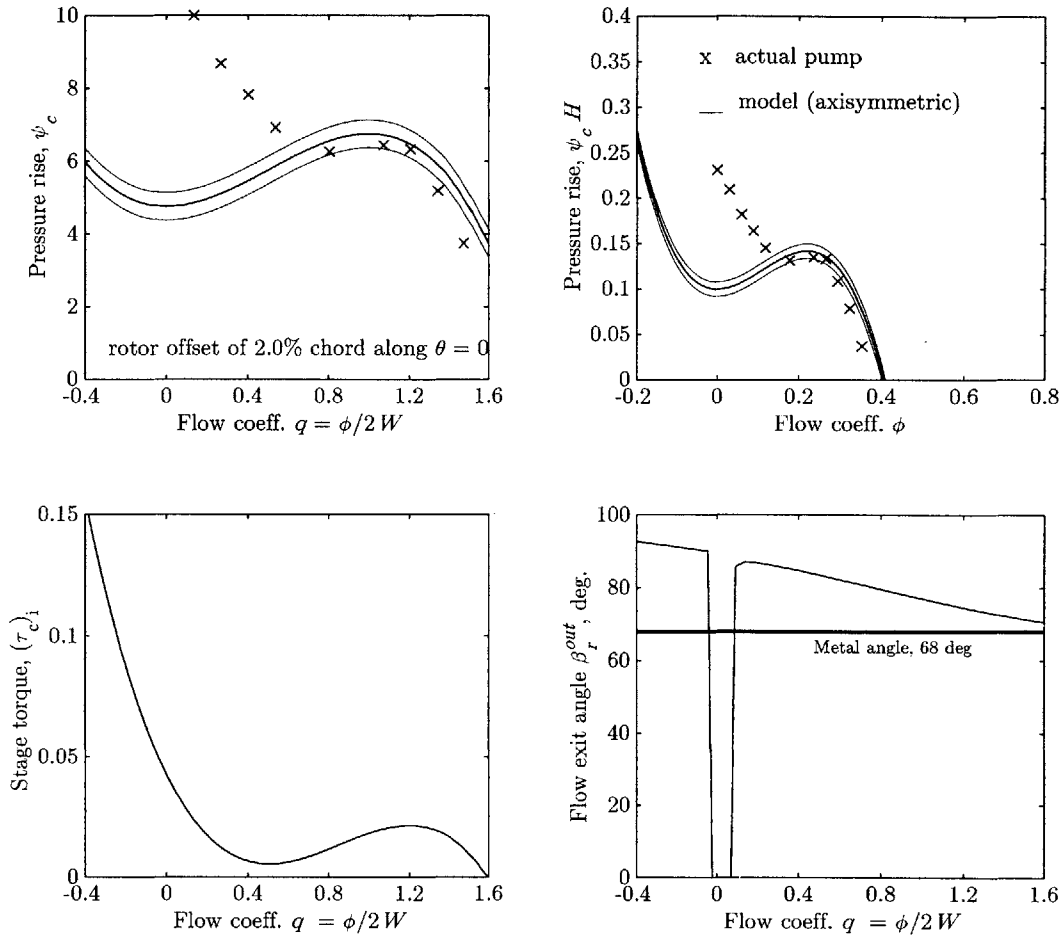 10
8
6
4
2
0
Pressure rise, ψ_c
rotor offset of 2.0% chord along θ = 0
-0.4 0 0.4 0.8 1.2 1.6
Flow coeff. q = φ/2 W
0.4
0.35
0.3
0.25
0.2
0.15
0.1
0.05
0
Pressure rise, ψ_c H
x actual pump
— model (axisymmetric)
-0.2 0 0.2 0.4 0.6 0.8
Flow coeff. φ
0.15
0.1
0.05
0
Stage torque, (τ_c)_i
-0.4 0 0.4 0.8 1.2 1.6
Flow coeff. q = φ/2 W
100
80
60
40
20
0
Flow exit angle β_r^out, deg.
Metal angle, 68 deg
-0.4 0 0.4 0.8 1.2 1.6
Flow coeff. q = φ/2 W